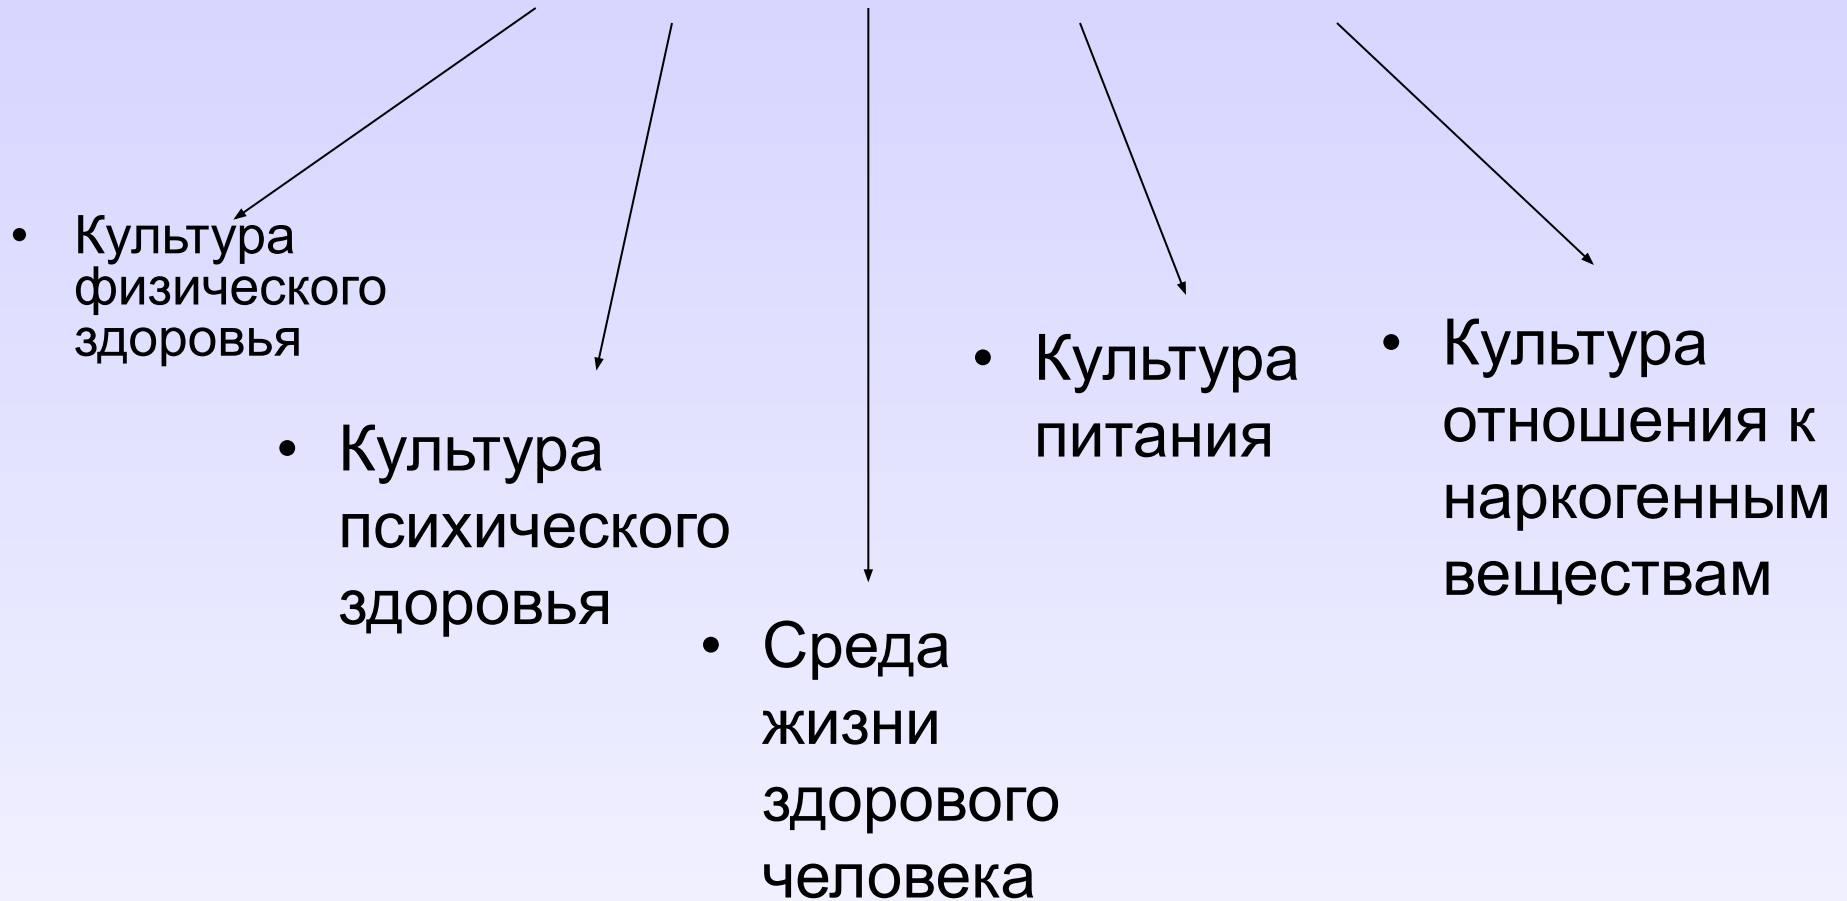 • Культура
физического
здоровья
• Культура
психического
здоровья
• Среда
жизни
здорового
человека
• Культура
питания
• Культура
отношения к
наркогенным
веществам